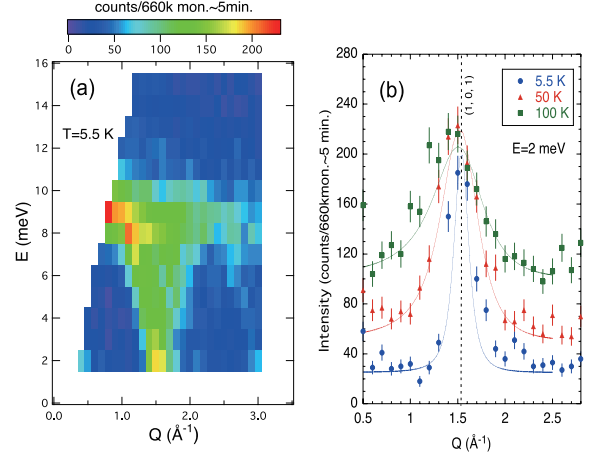 counts/660k mon.~5min.
0 50 100 150 200
(a)
T=5.5 K
16
14
12
10
8
6
4
2
0
E (meV)
0.0 1.0 2.0 3.0
Q (Å⁻¹)
(b)
(1, 0, 1)
5.5 K
50 K
100 K
E=2 meV
280
240
200
160
120
80
40
0
Intensity (counts/660kmon.~5 min.)
0.5 1 1.5 2 2.5
Q (Å⁻¹)